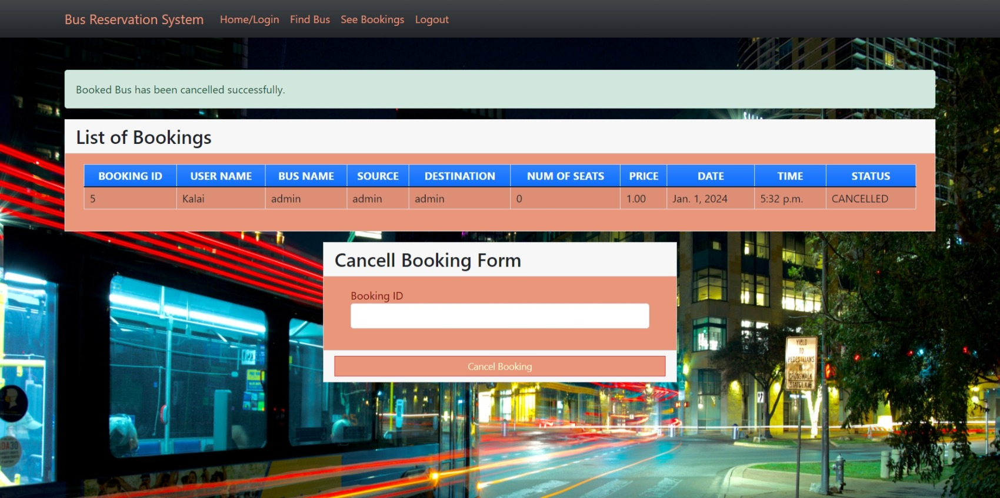 Bus Reservation System Home/Login Find Bus See Bookings Logout
Booked Bus has been cancelled successfully.
List of Bookings
BOOKING ID USER NAME BUS NAME SOURCE DESTINATION NUM OF SEATS PRICE DATE TIME STATUS
5 Kalai admin admin admin 0 1.00 Jan. 1, 2024 5:32 p.m. CANCELLED
Cancell Booking Form
Booking ID
Cancel Booking
YIELD
TO
PEDESTRIANS
IN
CROSSWALK
STATE LAW